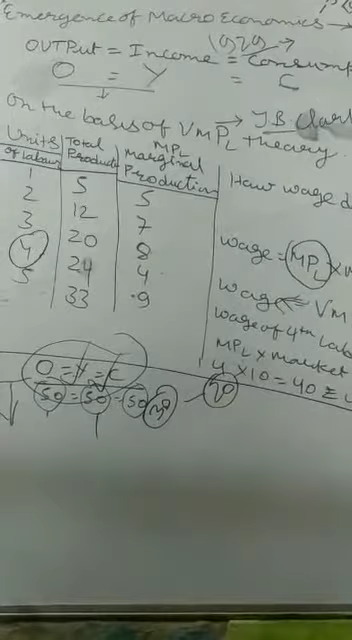 Emergence of Macro Economics →
(1929 →
OUTPUT = Income = Consum
O = Y = C
On the basis of VMPL Theory. → J.B. Clark
Units of labour | Total Product | MPL Marginal Production
1 5 5
2 12 7
3 20 8
4 24 4
5 33 9
How wage d
wage = MPL ×
wage VM
wage of 4th Lab
MPL × market
4 × 10 = 40
O = Y = C
50 = 50 = 50